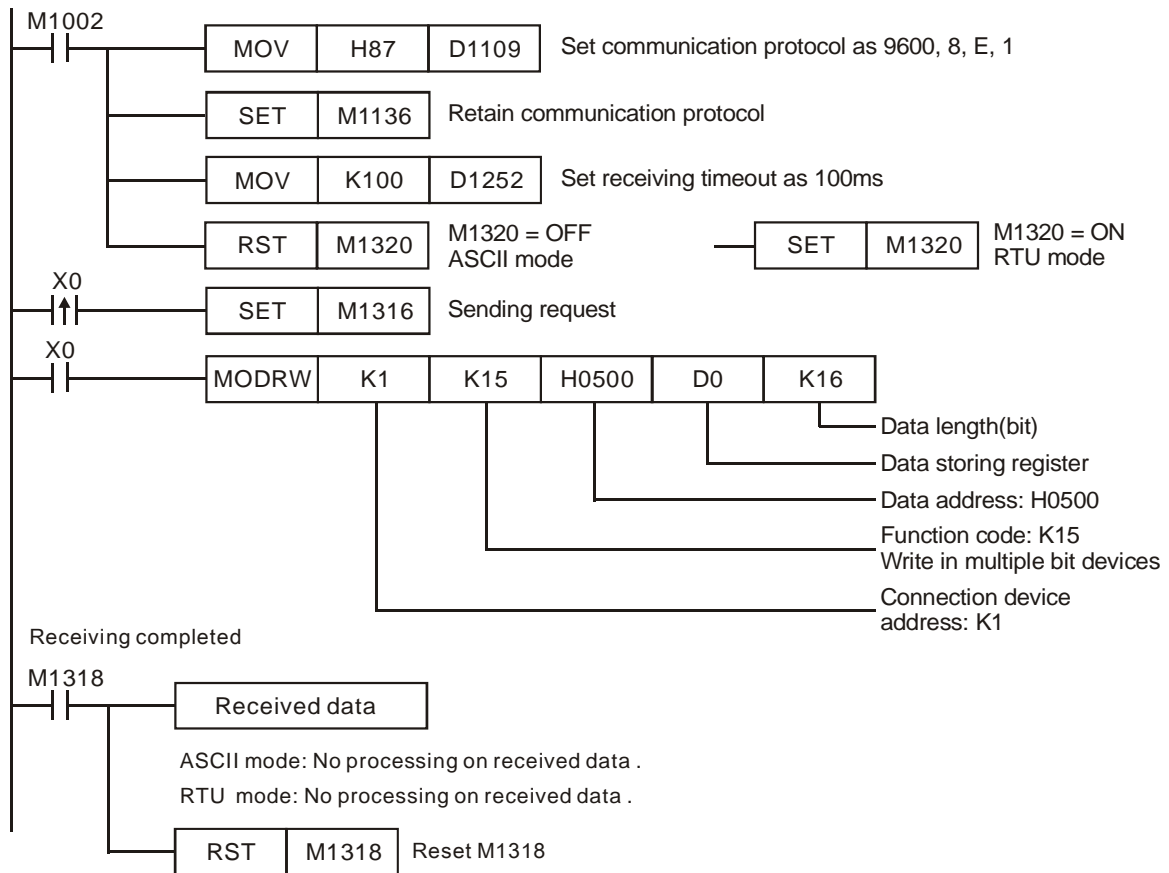 M1002
MOV H87 D1109 Set communication protocol as 9600, 8, E, 1
SET M1136 Retain communication protocol
MOV K100 D1252 Set receiving timeout as 100ms
RST M1320 M1320 = OFF
ASCII mode
SET M1320 M1320 = ON
RTU mode
X0
SET M1316 Sending request
X0
MODRW K1 K15 H0500 D0 K16
Data length(bit)
Data storing register
Data address: H0500
Function code: K15
Write in multiple bit devices
Connection device
address: K1
Receiving completed
M1318
Received data
ASCII mode: No processing on received data .
RTU mode: No processing on received data .
RST M1318 Reset M1318